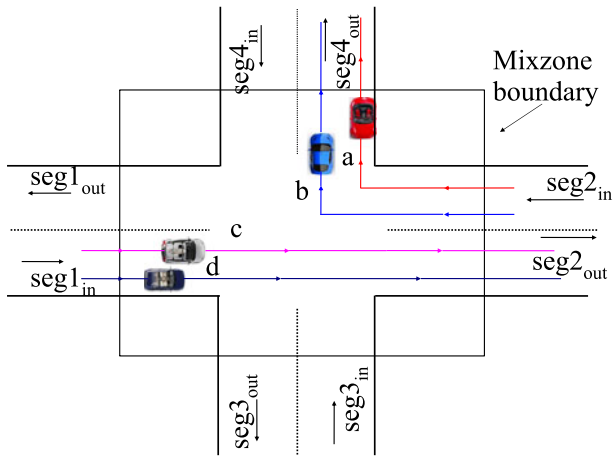 seg4in
seg4out
Mixzone
boundary
seg1out
a
seg2in
b
c
d
seg1in
seg2out
seg3out
seg3in